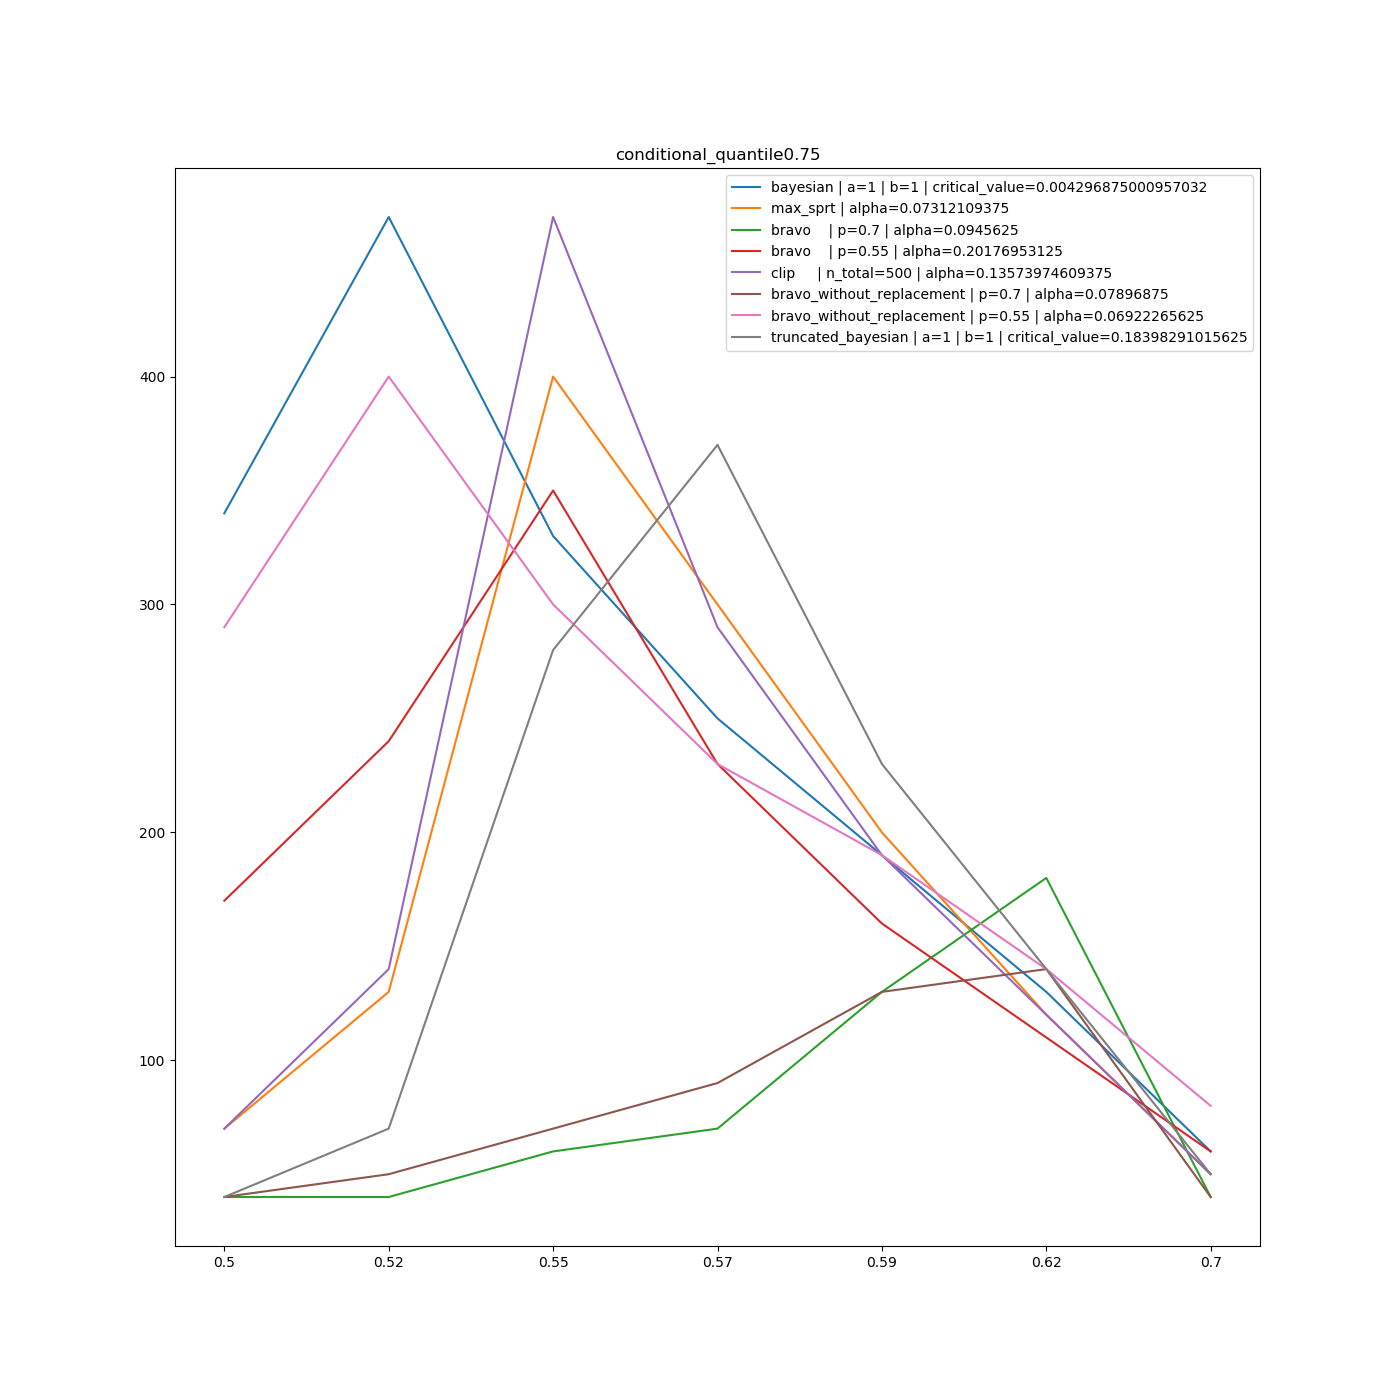 conditional_quantile0.75
bayesian | a=1 | b=1 | critical_value=0.004296875000957032
max_sprt | alpha=0.07312109375
bravo    | p=0.7 | alpha=0.0945625
bravo    | p=0.55 | alpha=0.20176953125
clip     | n_total=500 | alpha=0.13573974609375
bravo_without_replacement | p=0.7 | alpha=0.07896875
bravo_without_replacement | p=0.55 | alpha=0.06922265625
truncated_bayesian | a=1 | b=1 | critical_value=0.18398291015625
400
300
200
100
0.5 0.52 0.55 0.57 0.59 0.62 0.7